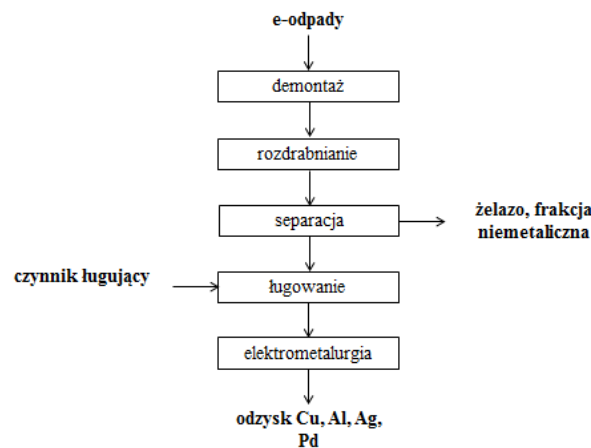 e-odpady
demontaż
rozdrabnianie
separacja
żelazo, frakcja
niemetaliczna
czynnik ługujący
ługowanie
elektrometalurgia
odzysk Cu, Al, Ag,
Pd